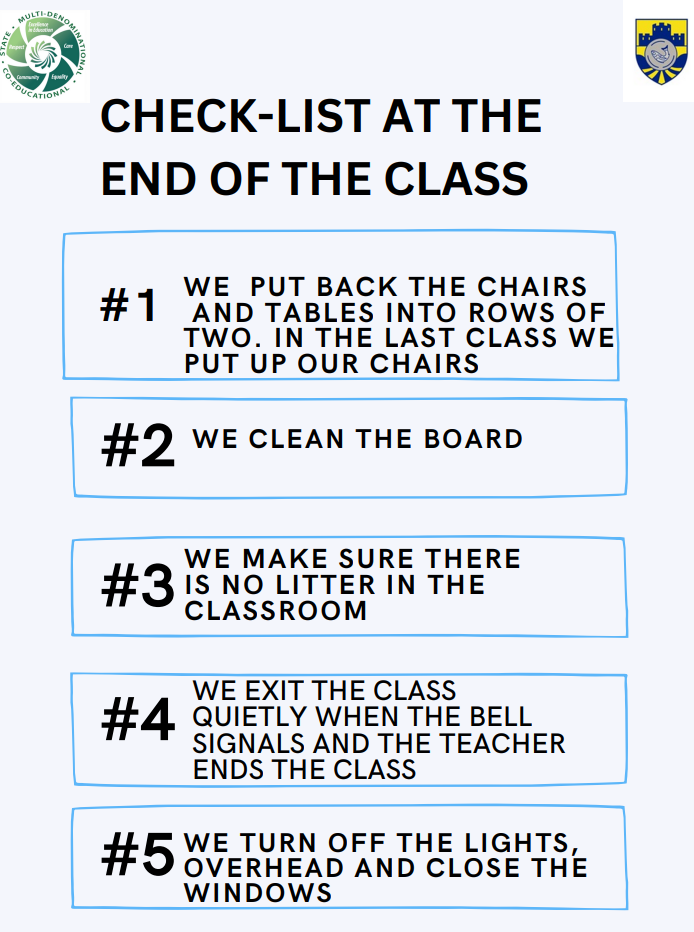 STATE • MULTI-DENOMINATIONAL • CO-EDUCATIONAL •
Excellence
in Education
Respect
Care
Community
Equality
CHECK-LIST AT THE
END OF THE CLASS
#1
WE PUT BACK THE CHAIRS
AND TABLES INTO ROWS OF
TWO. IN THE LAST CLASS WE
PUT UP OUR CHAIRS
#2
WE CLEAN THE BOARD
#3
WE MAKE SURE THERE
IS NO LITTER IN THE
CLASSROOM
#4
WE EXIT THE CLASS
QUIETLY WHEN THE BELL
SIGNALS AND THE TEACHER
ENDS THE CLASS
#5
WE TURN OFF THE LIGHTS,
OVERHEAD AND CLOSE THE
WINDOWS